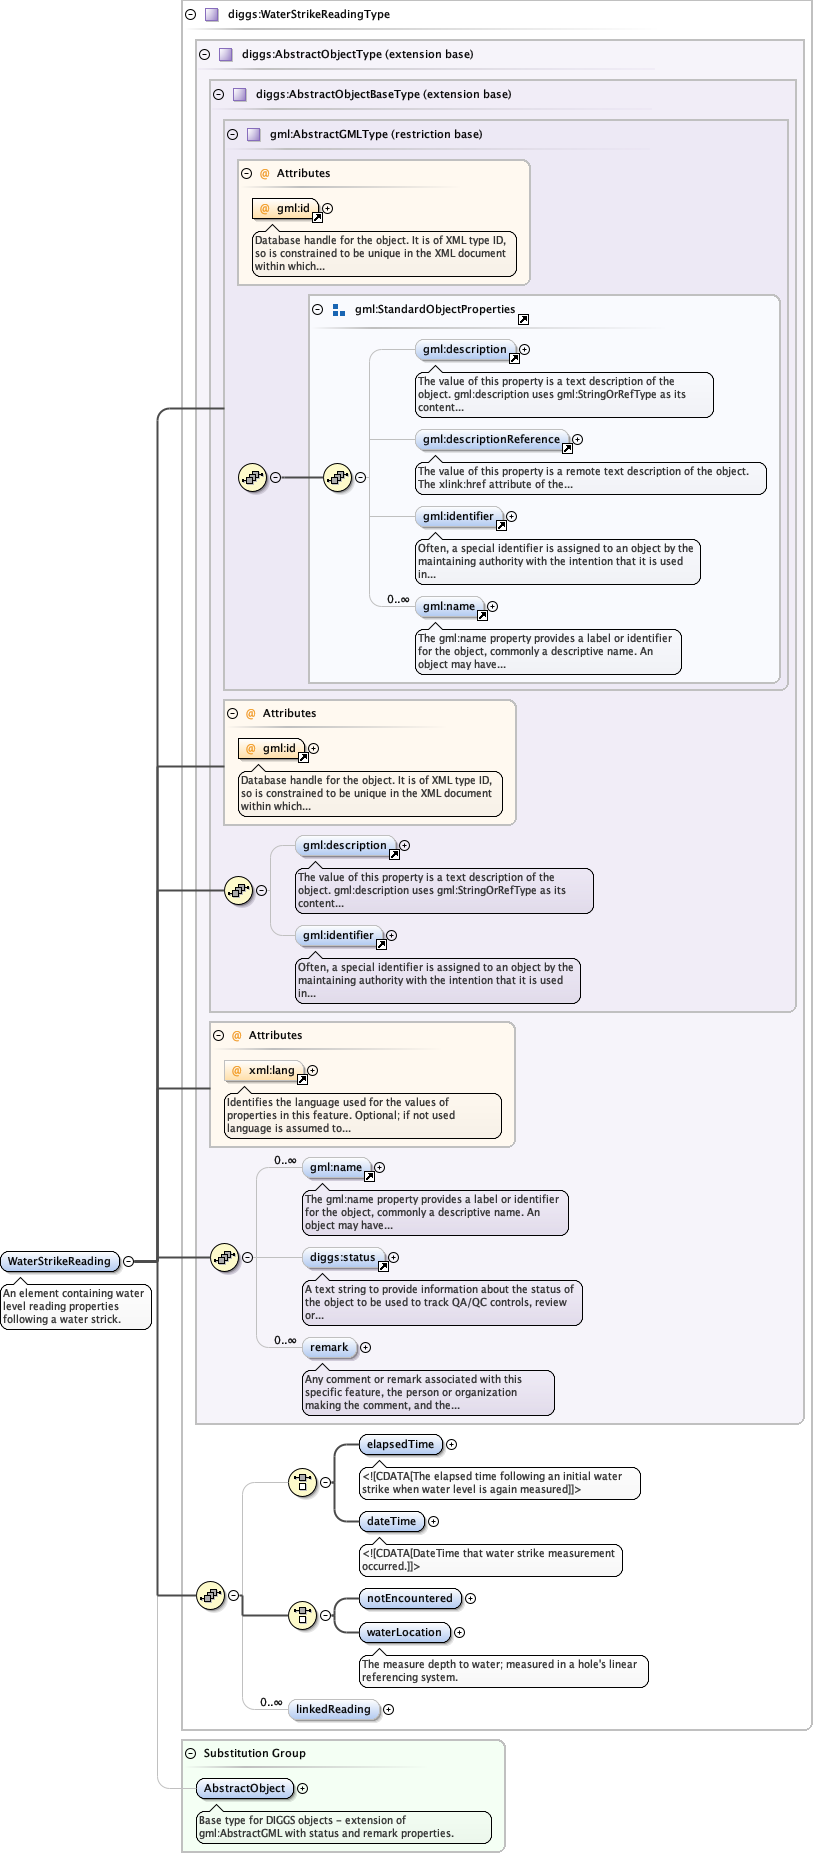 diggs:WaterStrikeReadingType
diggs:AbstractObjectType (extension base)
diggs:AbstractObjectBaseType (extension base)
gml:AbstractGMLType (restriction base)
@ Attributes
@ gml:id
Database handle for the object. It is of XML type ID,
so is constrained to be unique in the XML document
within which...
gml:StandardObjectProperties
gml:description
The value of this property is a text description of the
object. gml:description uses gml:StringOrRefType as its
content...
gml:descriptionReference
The value of this property is a remote text description of the object.
The xlink:href attribute of the...
gml:identifier
Often, a special identifier is assigned to an object by the
maintaining authority with the intention that it is used
in...
0..∞
gml:name
The gml:name property provides a label or identifier
for the object, commonly a descriptive name. An
object may have...
@ Attributes
@ gml:id
Database handle for the object. It is of XML type ID,
so is constrained to be unique in the XML document
within which...
gml:description
The value of this property is a text description of the
object. gml:description uses gml:StringOrRefType as its
content...
gml:identifier
Often, a special identifier is assigned to an object by the
maintaining authority with the intention that it is used
in...
@ Attributes
@ xml:lang
Identifies the language used for the values of
properties in this feature. Optional; if not used
language is assumed to...
0..∞
gml:name
The gml:name property provides a label or identifier
for the object, commonly a descriptive name. An
object may have...
diggs:status
A text string to provide information about the status of
the object to be used to track QA/QC controls, review
or...
0..∞
remark
Any comment or remark associated with this
specific feature, the person or organization
making the comment, and the...
WaterStrikeReading
An element containing water
level reading properties
following a water strick.
elapsedTime
<![CDATA[The elapsed time following an initial water
strike when water level is again measured]]>
dateTime
<![CDATA[DateTime that water strike measurement
occurred.]]>
notEncountered
waterLocation
The measure depth to water; measured in a hole's linear
referencing system.
0..∞
linkedReading
Substitution Group
AbstractObject
Base type for DIGGS objects – extension of
gml:AbstractGML with status and remark properties.